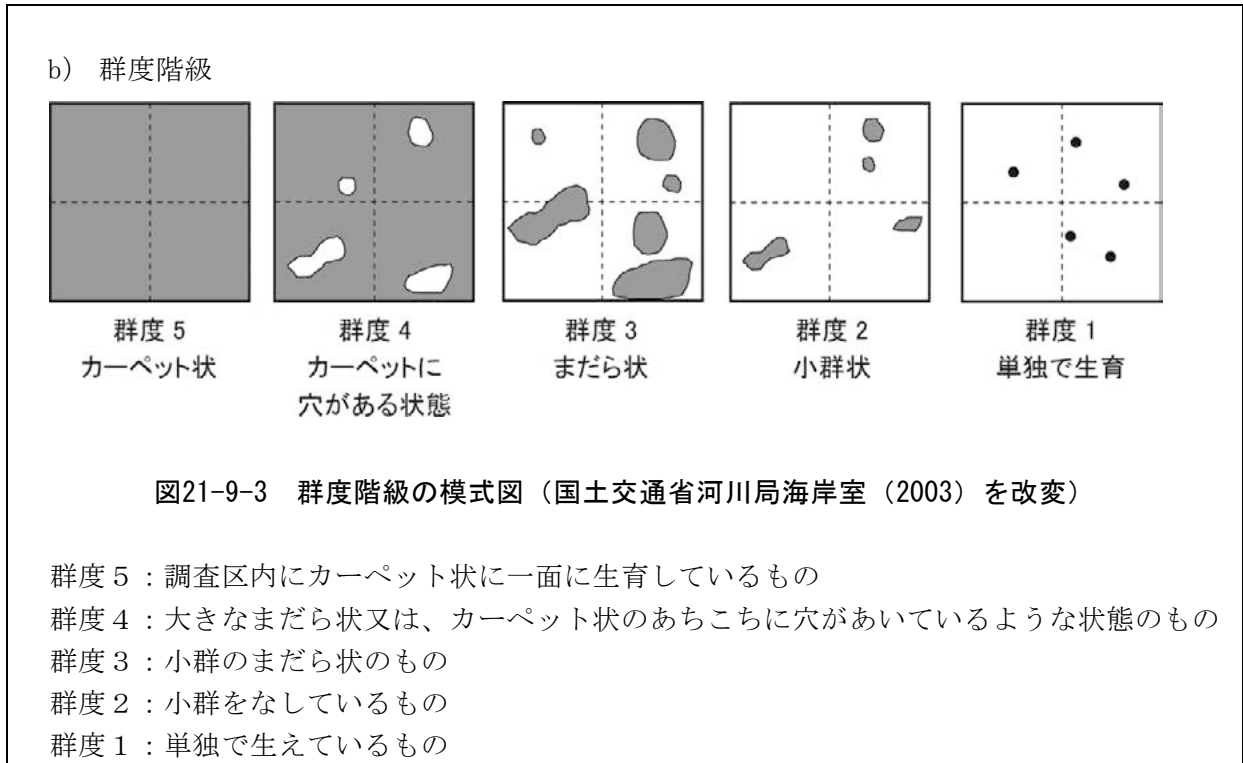 b) 群度階級
群度 5
カーペット状
群度 4
カーペットに
穴がある状態
群度 3
まだら状
群度 2
小群状
群度 1
単独で生育
図21-9-3 群度階級の模式図（国土交通省河川局海岸室（2003）を改変）
群度５：調査区内にカーペット状に一面に生育しているもの
群度４：大きなまだら状又は、カーペット状のあちこちに穴があいているような状態のもの
群度３：小群のまだら状のもの
群度２：小群をなしているもの
群度１：単独で生えているもの